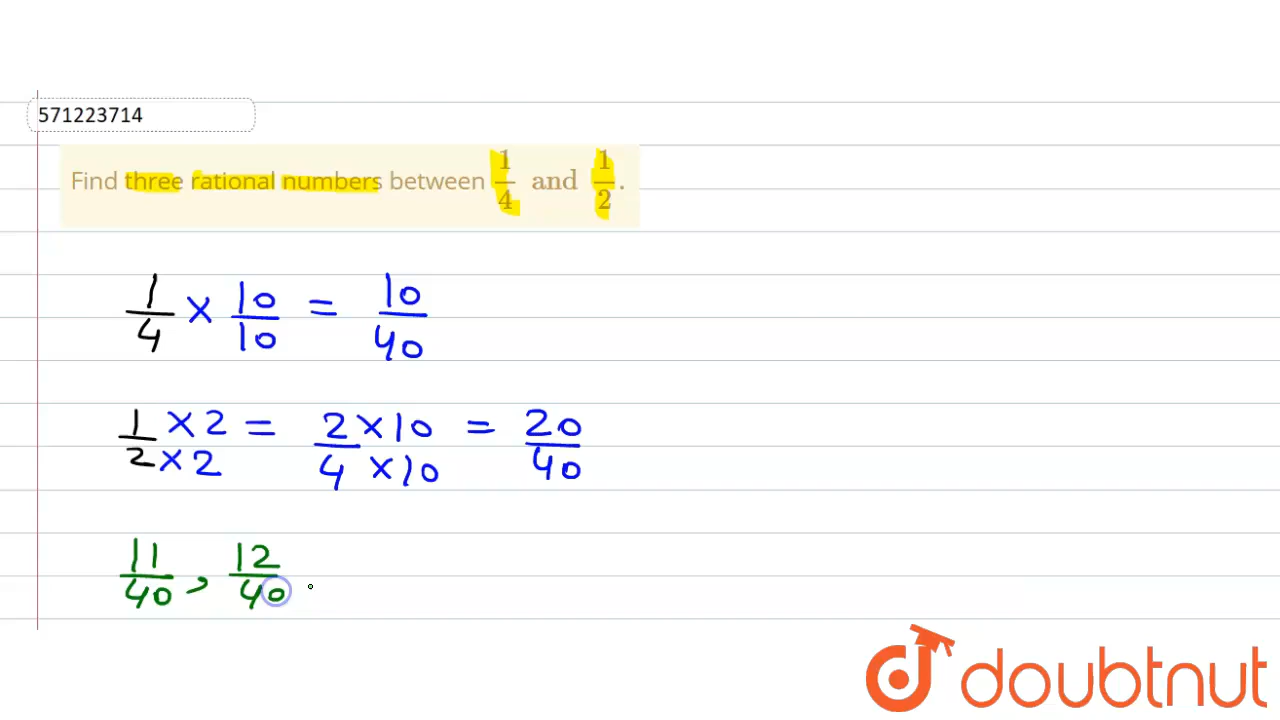 571223714
Find three rational numbers between 1/4 and 1/2.
1/4 × 10/10 = 10/40
1/2 × 2/× 2 = 2 × 10/4 × 10 = 20/40
11/40 , 12/40
doubtnut